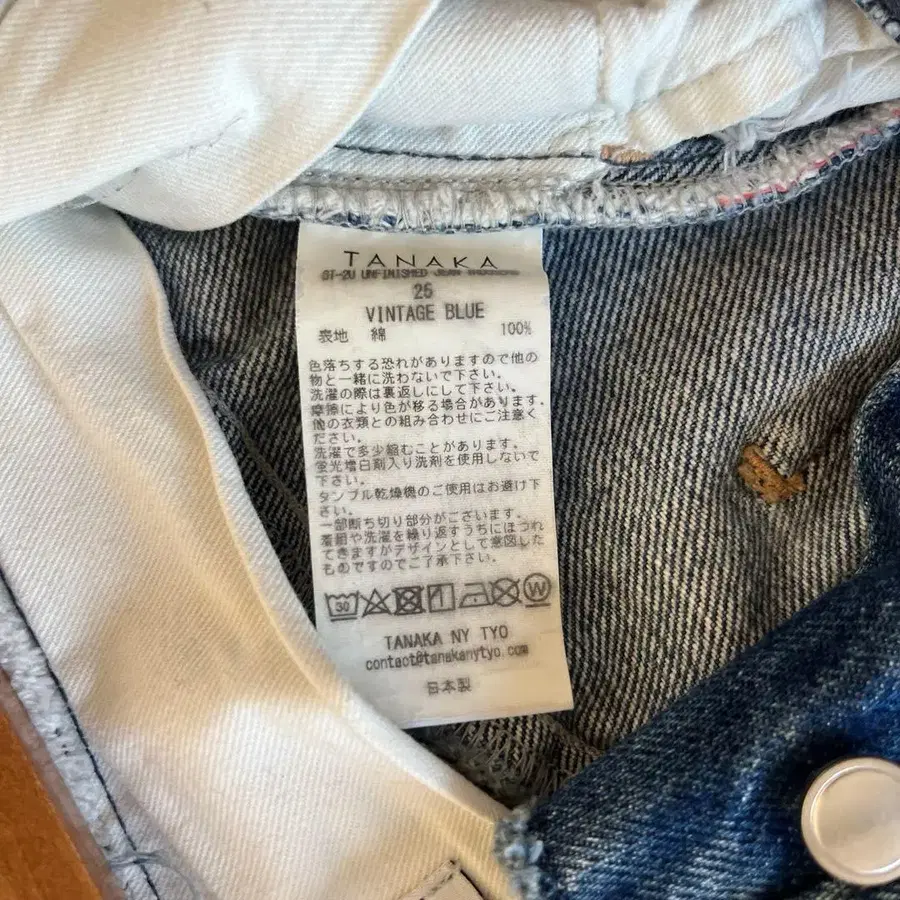 TANAKA
ST-20 UNFINISHED JEAN TROUSERS
25
VINTAGE BLUE
表地 綿 100%
色落ちする恐れがありますので他の
物と一緒に洗わないで下さい。
洗濯の際は裏返しにして下さい。
摩擦により色が移る場合があります。
他の衣類との組み合わせにご注意く
ださい。
洗濯で多少縮むことがあります。
蛍光増白剤入り洗剤を使用しないで
下さい。
タンブル乾燥機のご使用はお避け下
さい。
一部断ち切り部分がございます。
着用や洗濯を繰り返すうちにほつれ
てきますがデザインとして意図した
ものですのでご了承下さい。
30 W
TANAKA NY TYO
contact@tanakanytyo.com
日本製